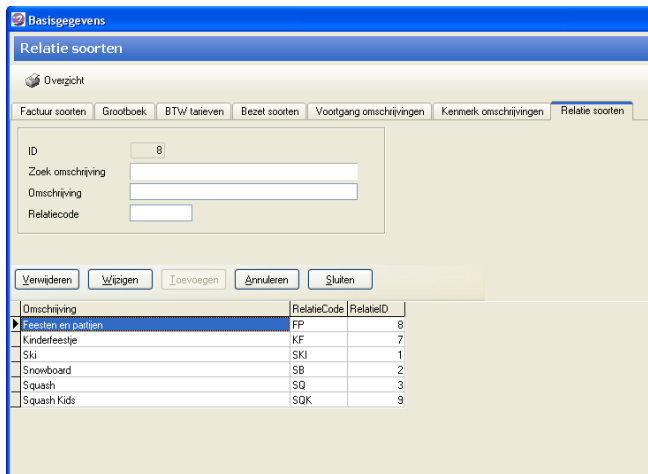 Basisgegevens
Relatie soorten
Overzicht
Factuur soorten Grootboek BTW tarieven Bezet soorten Voortgang omschrijvingen Kenmerk omschrijvingen Relatie soorten
ID 8
Zoek omschrijving
Omschrijving
Relatiecode
Verwijderen Wijzigen Toevoegen Annuleren Sluiten
Omschrijving RelatieCode RelatieID
Feesten en partijen FP 8
Kinderfeestje KF 7
Ski SKI 1
Snowboard SB 2
Squash SQ 3
Squash Kids SQK 9